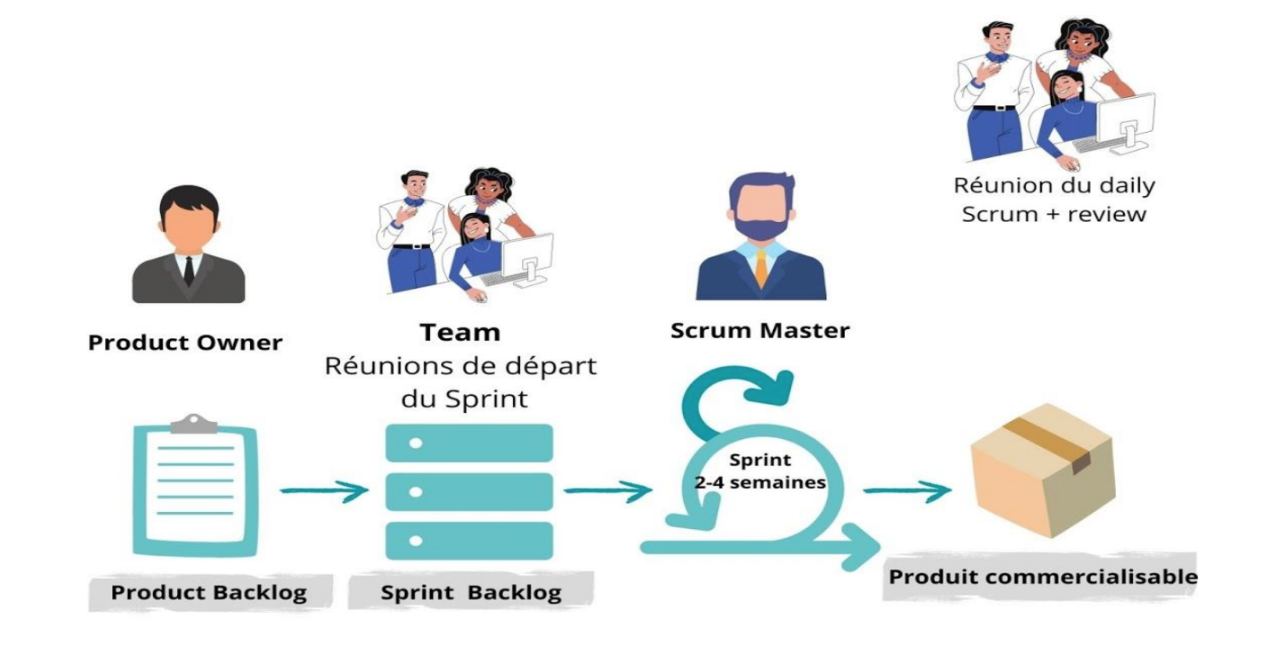 Réunion du daily
Scrum + review
Product Owner
Team
Réunions de départ
du Sprint
Scrum Master
Sprint
2-4 semaines
Product Backlog
Sprint Backlog
Produit commercialisable